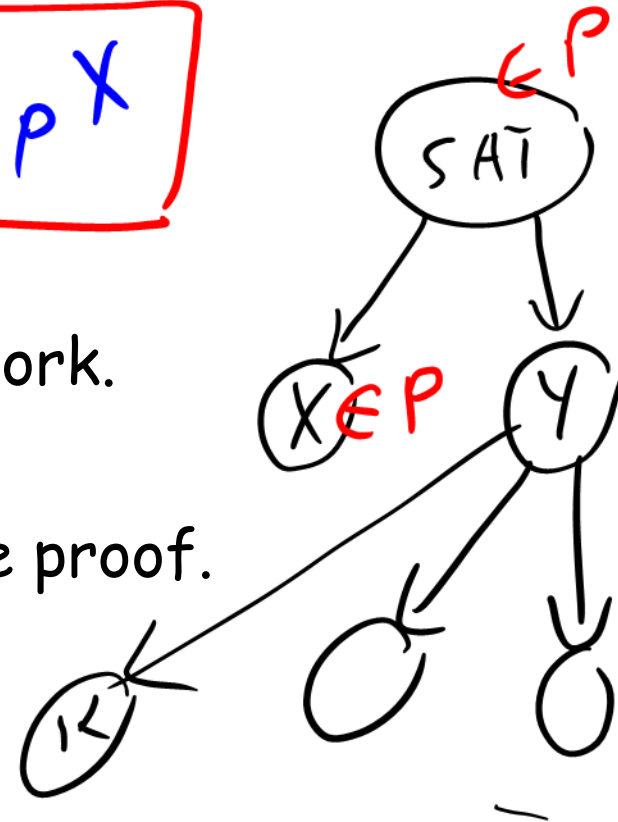 ∈ P
P X
SAT
ork.
X ∈ P
Y
e proof.
K